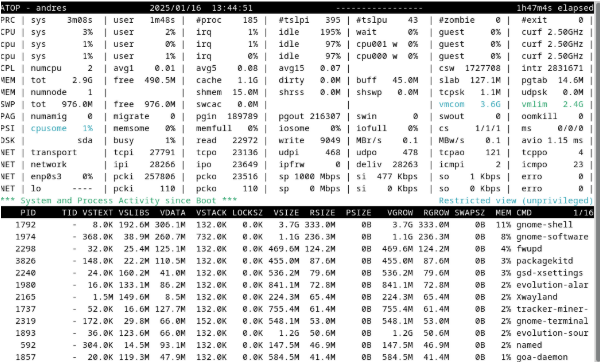 ATOP - andres 2025/01/16 13:44:51 ---------------- 1h47m4s elapsed
PRC | sys 3m08s | user 1m48s | #proc 185 | #tslpi 395 | #tslpu 43 | #zombie 0 | #exit 0 |
CPU | sys 3% | user 2% | irq 1% | idle 195% | wait 0% | guest 0% | curf 2.50GHz |
cpu | sys 1% | user 1% | irq 0% | idle 97% | cpu001 w 0% | guest 0% | curf 2.50GHz |
cpu | sys 1% | user 1% | irq 1% | idle 97% | cpu000 w 0% | guest 0% | curf 2.50GHz |
CPL | numcpu 2 | avg1 0.01 | avg5 0.08 | avg15 0.07 | | csw 1727708 | intr 2831671 |
MEM | tot 2.9G | free 490.5M | cache 1.1G | dirty 0.0M | buff 45.0M | slab 127.1M | pgtab 14.6M |
MEM | numnode 1 | | shmem 15.0M | shrss 0.0M | shswp 0.0M | tcpsk 1.1M | udpsk 0.0M |
SWP | tot 976.0M | free 976.0M | swcac 0.0M | | | vmcom 3.6G | vmlim 2.4G |
PAG | numamig 0 | migrate 0 | pgin 189789 | pgout 216307 | swin 0 | swout 0 | oomkill 0 |
PSI | cpusome 1% | memsome 0% | memfull 0% | iosome 0% | iofull 0% | cs 1/1/1 | ms 0/0/0 |
DSK | sda | busy 1% | read 22972 | write 9049 | MBr/s 0.1 | MBw/s 0.1 | avio 1.15 ms |
NET | transport | tcpi 27791 | tcpo 23136 | udpi 468 | udpo 478 | tcpao 121 | tcppo 4 |
NET | network | ipi 28266 | ipo 23649 | ipfrw 0 | deliv 28263 | icmpi 2 | icmpo 23 |
NET | enp0s3 0% | pcki 257806 | pcko 23516 | sp 1000 Mbps | si 477 Kbps | so 1 Kbps | erro 0 |
NET | lo ---- | pcki 110 | pcko 110 | sp 0 Mbps | si 0 Kbps | so 0 Kbps | erro 0 |
*** System and Process Activity since Boot *** Restricted view (unprivileged)
PID TID VSTEXT VSLIBS VDATA VSTACK LOCKSZ VSIZE RSIZE PSIZE VGROW RGROW SWAPSZ MEM CMD 1/16
1792 - 8.0K 192.6M 306.1M 132.0K 0.0K 3.7G 333.0M 0B 3.7G 333.0M 0B 11% gnome-shell
1974 - 368.0K 38.9M 260.7M 132.0K 0.0K 1.1G 236.3M 0B 1.1G 236.3M 0B 8% gnome-software
2298 - 32.0K 25.4M 125.1M 132.0K 0.0K 469.6M 124.2M 0B 469.6M 124.2M 0B 4% fwupd
3826 - 148.0K 22.2M 110.5M 132.0K 0.0K 455.0M 87.6M 0B 455.0M 87.6M 0B 3% packagekitd
2240 - 24.0K 160.2M 41.0M 132.0K 0.0K 536.2M 79.6M 0B 536.2M 79.6M 0B 3% gsd-xsettings
1980 - 16.0K 133.1M 86.2M 132.0K 0.0K 841.1M 72.8M 0B 841.1M 72.8M 0B 2% evolution-alar
2165 - 1.5M 149.6M 8.5M 132.0K 0.0K 224.3M 65.4M 0B 224.3M 65.4M 0B 2% Xwayland
1737 - 52.0K 16.6M 127.7M 132.0K 0.0K 755.4M 61.4M 0B 755.4M 61.4M 0B 2% tracker-miner-
2319 - 172.0K 29.8M 66.0M 132.0K 0.0K 548.1M 53.0M 0B 548.1M 53.0M 0B 2% gnome-terminal
1893 - 36.0K 123.6M 66.0M 132.0K 0.0K 1.2G 50.6M 0B 1.2G 50.6M 0B 2% evolution-sour
592 - 304.0K 14.5M 93.1M 132.0K 0.0K 147.5M 46.9M 0B 147.5M 46.9M 0B 2% named
1857 - 20.0K 119.3M 47.9M 132.0K 0.0K 584.5M 41.4M 0B 584.5M 41.4M 0B 1% goa-daemon